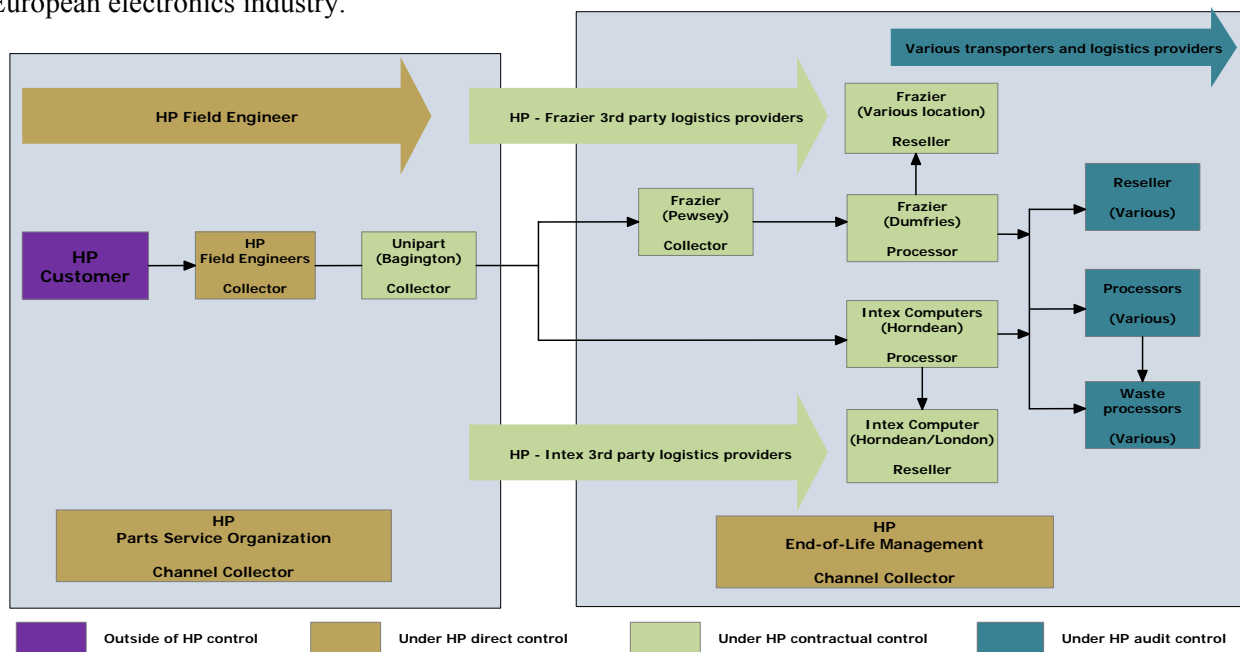 European electronics industry.
Various transporters and logistics providers
HP Field Engineer
HP - Frazier 3rd party logistics providers
Frazier
(Various location)
Reseller
HP
Customer
HP
Field Engineers
Collector
Unipart
(Bagington)
Collector
Frazier
(Pewsey)
Collector
Frazier
(Dumfries)
Processor
Reseller
(Various)
Intex Computers
(Horndean)
Processor
Processors
(Various)
HP - Intex 3rd party logistics providers
Intex Computer
(Horndean/London)
Reseller
Waste
processors
(Various)
HP
Parts Service Organization
Channel Collector
HP
End-of-Life Management
Channel Collector
Outside of HP control
Under HP direct control
Under HP contractual control
Under HP audit control